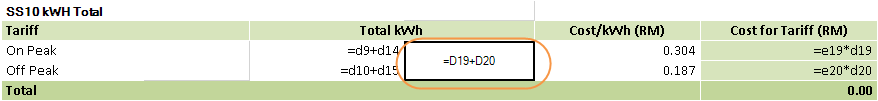 SS10 kWH Total
Tariff Total kWh Cost/kWh (RM) Cost for Tariff (RM)
On Peak =d9+d14 0.304 =e19*d19
=D19+D20
Off Peak =d10+d15 0.187 =e20*d20
Total 0.00